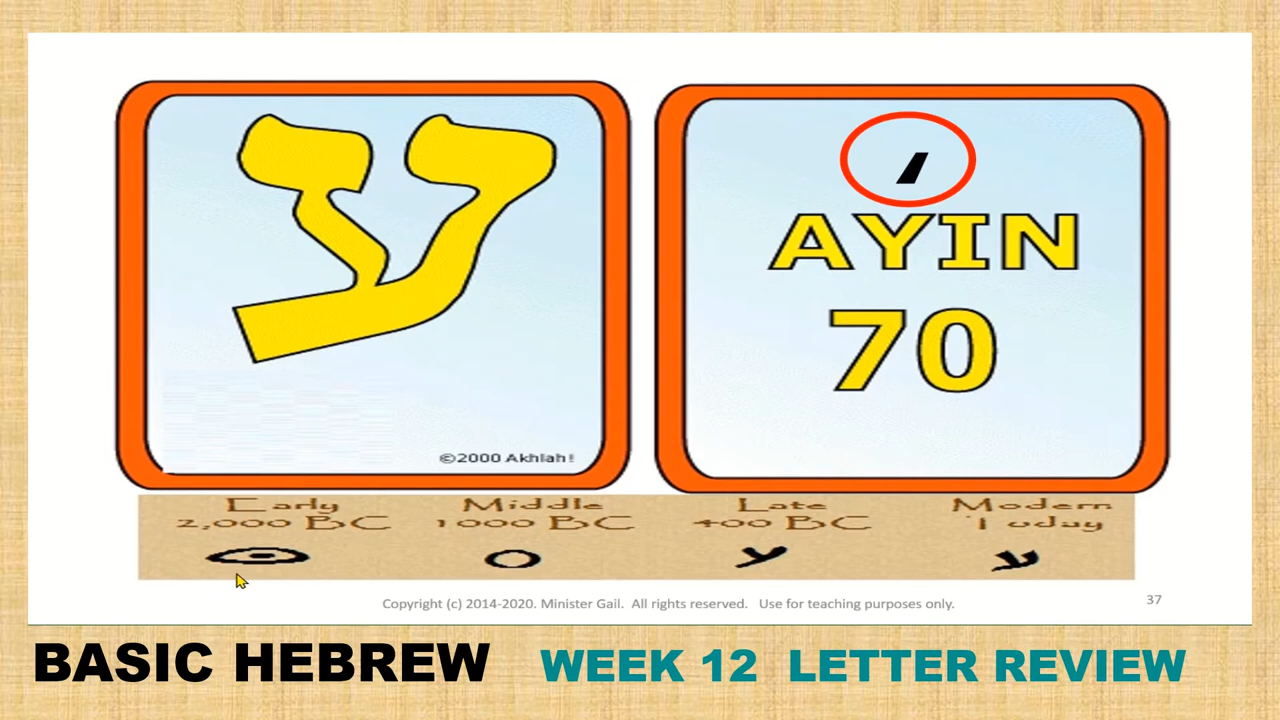 ע
׳
AYIN
70
©2000 Akhlah!
Early Middle Late Modern
2,000 BC 1000 BC 400 BC Today
ע
Copyright (c) 2014-2020. Minister Gail. All rights reserved. Use for teaching purposes only.
37
BASIC HEBREW WEEK 12 LETTER REVIEW